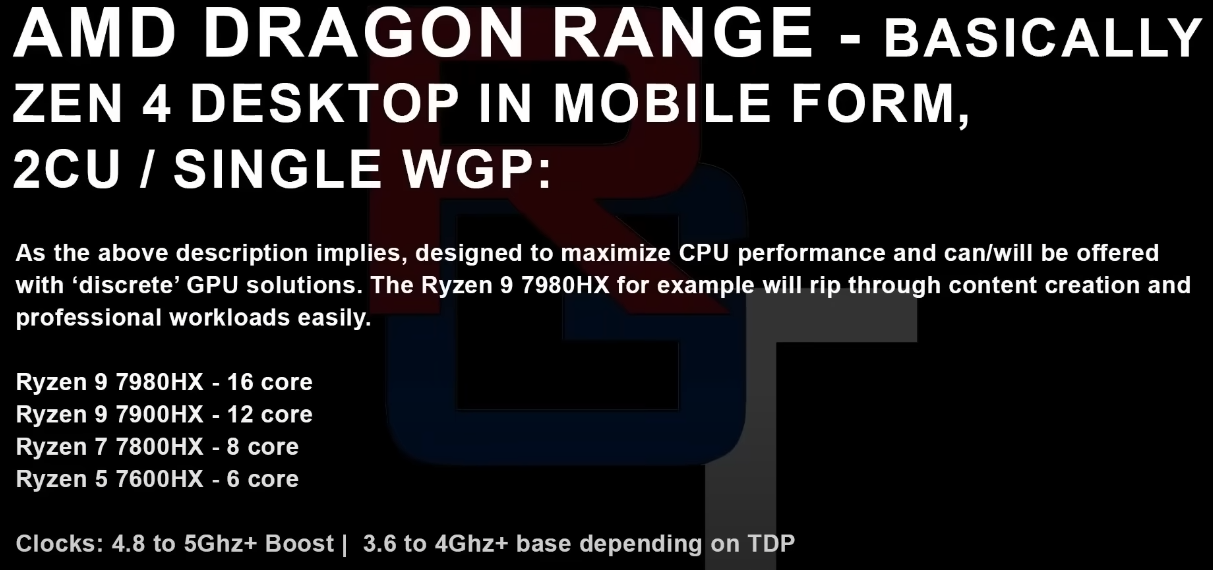 AMD DRAGON RANGE - BASICALLY
ZEN 4 DESKTOP IN MOBILE FORM,
2CU / SINGLE WGP:
As the above description implies, designed to maximize CPU performance and can/will be offered
with ‘discrete’ GPU solutions. The Ryzen 9 7980HX for example will rip through content creation and
professional workloads easily.
Ryzen 9 7980HX - 16 core
Ryzen 9 7900HX - 12 core
Ryzen 7 7800HX - 8 core
Ryzen 5 7600HX - 6 core
Clocks: 4.8 to 5Ghz+ Boost | 3.6 to 4Ghz+ base depending on TDP
RGT